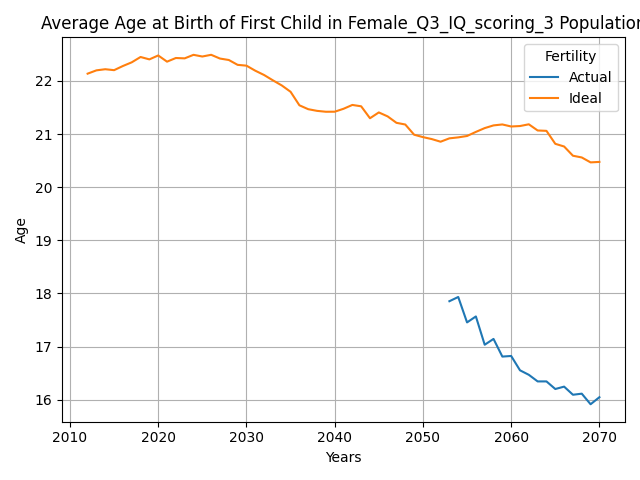 Average Age at Birth of First Child in Female_Q3_IQ_scoring_3 Population
Fertility
Actual
Ideal
22
21
20
19
18
17
16
Age
2010 2020 2030 2040 2050 2060 2070
Years